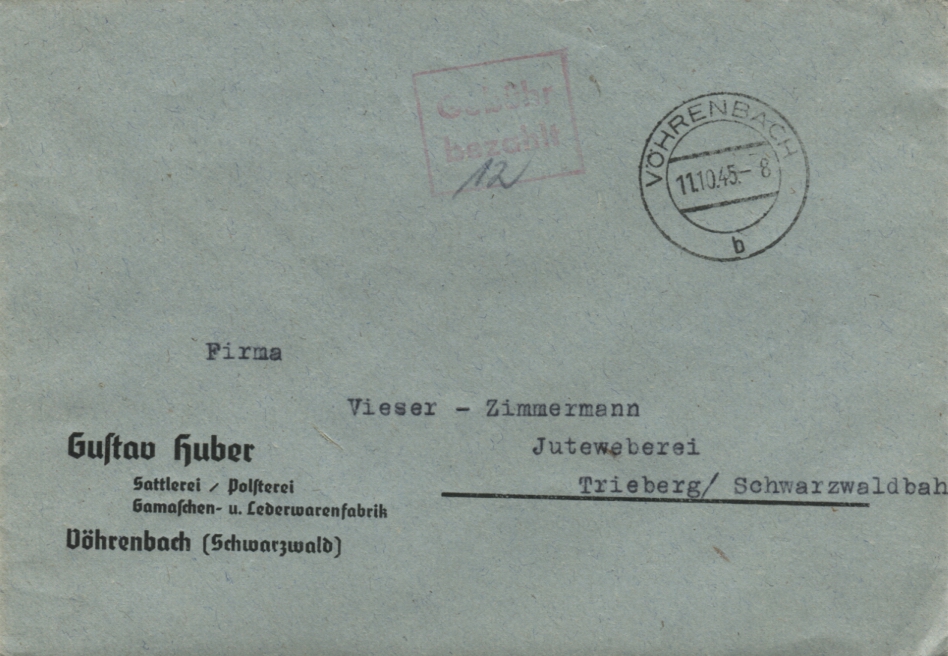 Gebühr
bezahlt
12
VÖHRENBACH
11.10.45.- 8
b
Firma
Vieser - Zimmermann
Juteweberei
Trieberg/ Schwarzwaldbah
Guſtav Huber
Sattlerei / Polſterei
Gamaſchen- u. Lederwarenfabrik
Vöhrenbach (Schwarzwald)